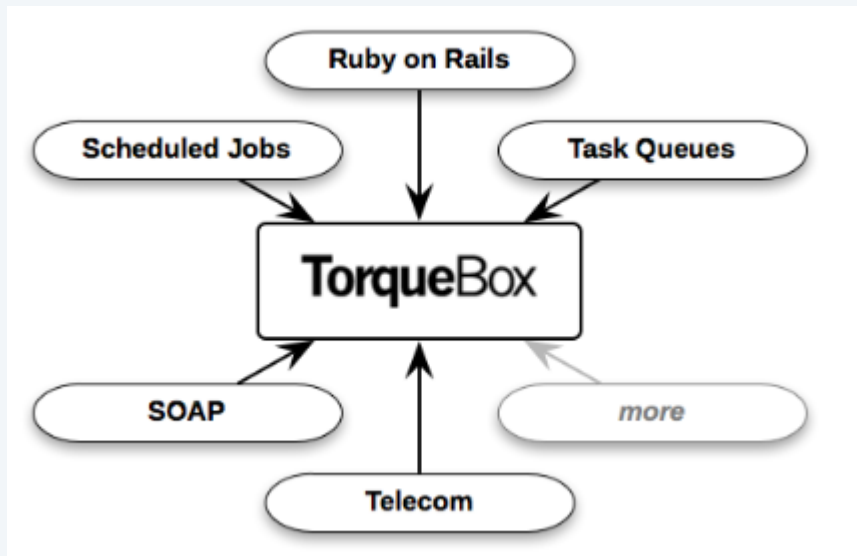 Ruby on Rails
Scheduled Jobs
Task Queues
TorqueBox
SOAP
more
Telecom